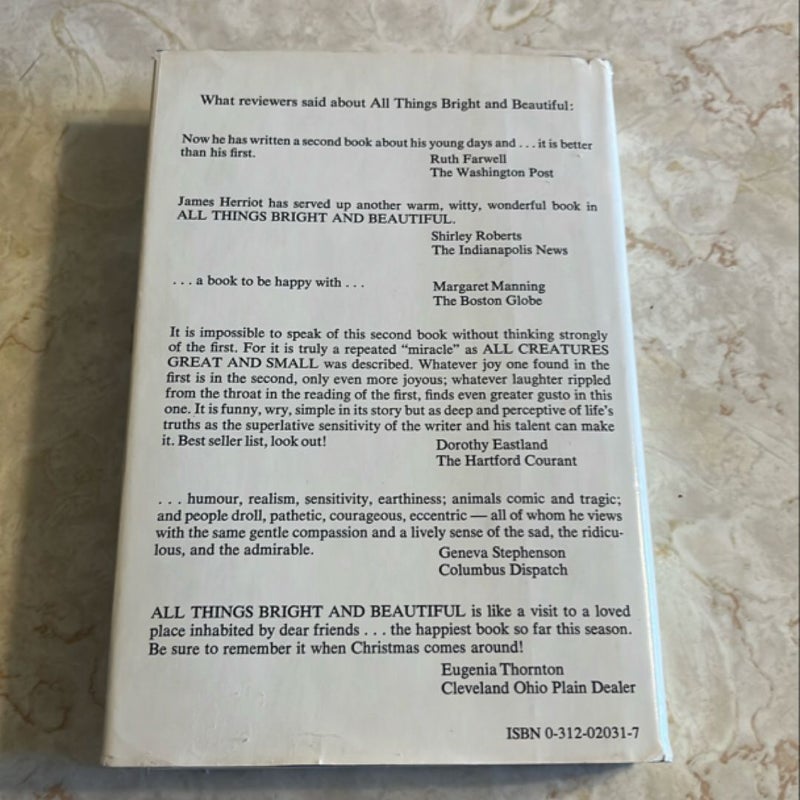 What reviewers said about All Things Bright and Beautiful:
Now he has written a second book about his young days and . . . it is better
than his first.
Ruth Farwell
The Washington Post
James Herriot has served up another warm, witty, wonderful book in
ALL THINGS BRIGHT AND BEAUTIFUL.
Shirley Roberts
The Indianapolis News
. . . a book to be happy with . . .
Margaret Manning
The Boston Globe
It is impossible to speak of this second book without thinking strongly
of the first. For it is truly a repeated “miracle” as ALL CREATURES
GREAT AND SMALL was described. Whatever joy one found in the
first is in the second, only even more joyous; whatever laughter rippled
from the throat in the reading of the first, finds even greater gusto in this
one. It is funny, wry, simple in its story but as deep and perceptive of life’s
truths as the superlative sensitivity of the writer and his talent can make
it. Best seller list, look out!
Dorothy Eastland
The Hartford Courant
. . . humour, realism, sensitivity, earthiness; animals comic and tragic;
and people droll, pathetic, courageous, eccentric — all of whom he views
with the same gentle compassion and a lively sense of the sad, the ridicu-
lous, and the admirable.
Geneva Stephenson
Columbus Dispatch
ALL THINGS BRIGHT AND BEAUTIFUL is like a visit to a loved
place inhabited by dear friends . . . the happiest book so far this season.
Be sure to remember it when Christmas comes around!
Eugenia Thornton
Cleveland Ohio Plain Dealer
ISBN 0-312-02031-7